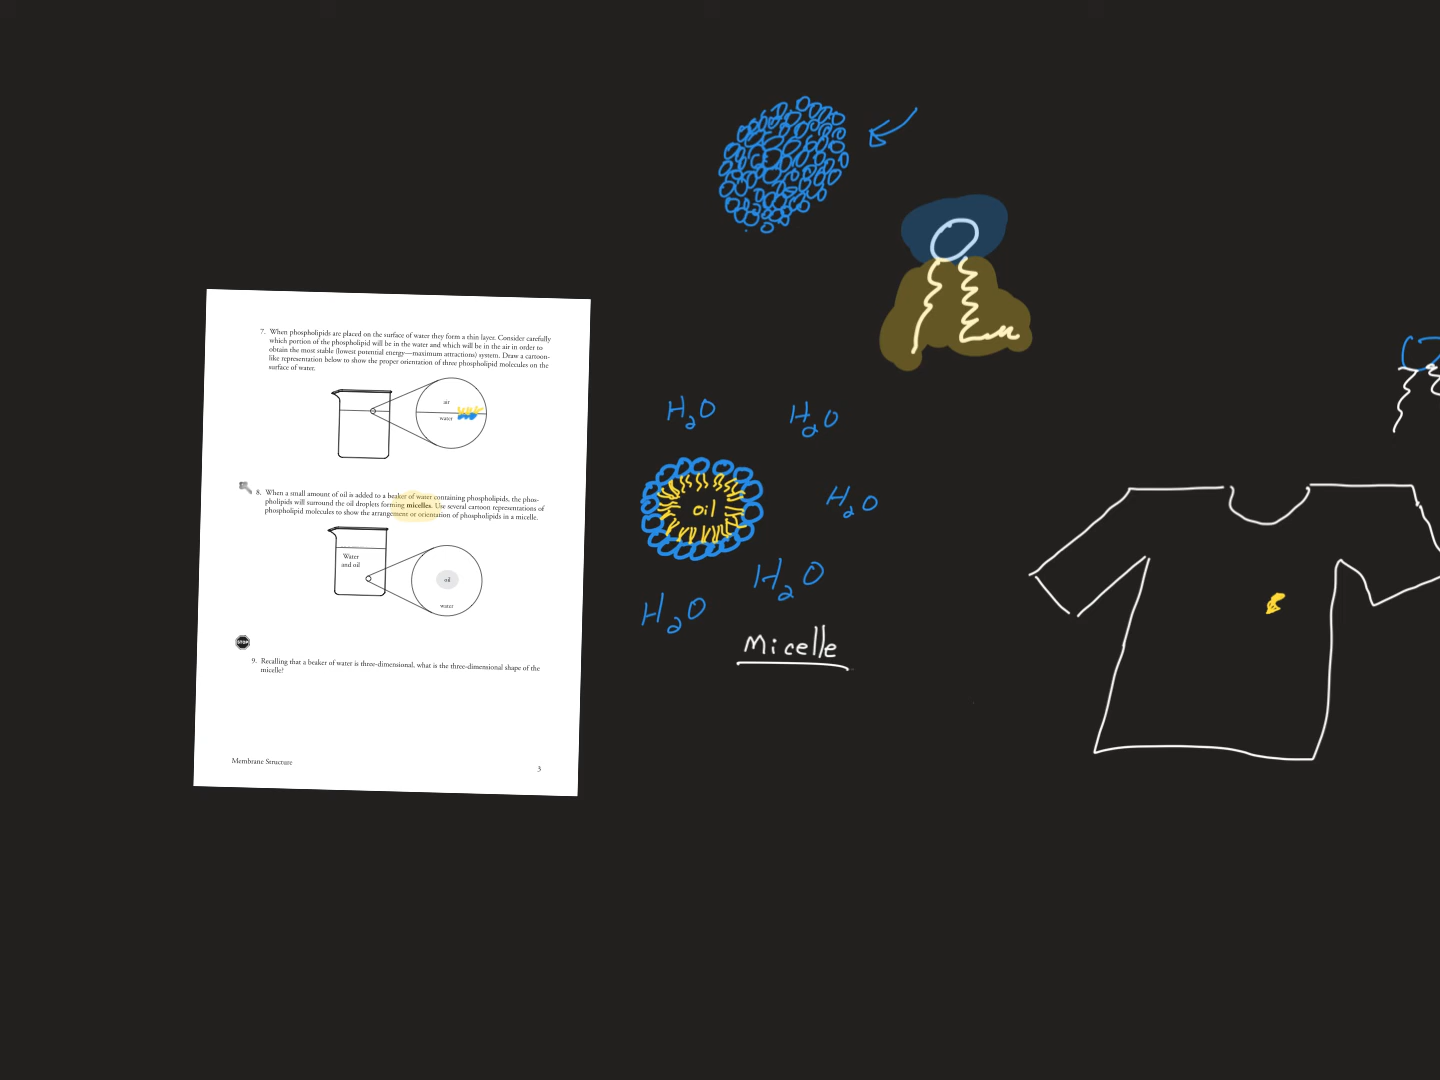 7. When phospholipids are placed on the surface of water they form a thin layer. Consider carefully
which portion of the phospholipid will be in the water and which will be in the air in order to
obtain the most stable (lowest potential energy—maximum attractions) system. Draw a cartoon-
like representation below to show the proper orientation of three phospholipid molecules on the
surface of water.
air
water
8. When a small amount of oil is added to a beaker of water containing phospholipids, the phos-
pholipids will surround the oil droplets forming micelles. Use several cartoon representations of
phospholipid molecules to show the arrangement or orientation of phospholipids in a micelle.
Water
and oil
oil
water
STOP
9. Recalling that a beaker of water is three-dimensional, what is the three-dimensional shape of the
micelle?
Membrane Structure
3
H2O
H2O
H2O
oil
H2O
H2O
Micelle